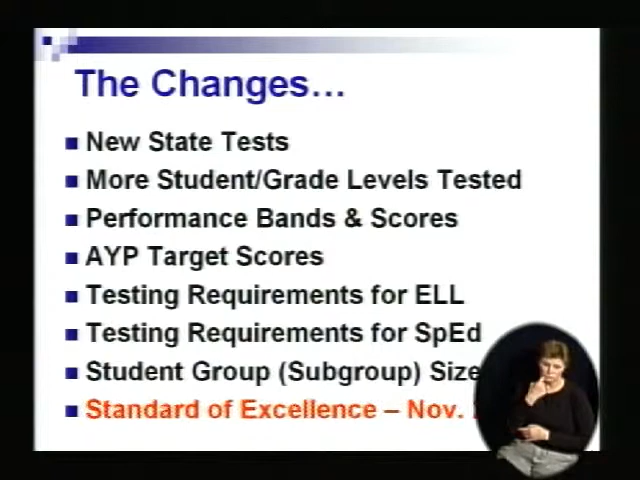 The Changes...
New State Tests
More Student/Grade Levels Tested
Performance Bands & Scores
AYP Target Scores
Testing Requirements for ELL
Testing Requirements for SpEd
Student Group (Subgroup) Size
Standard of Excellence – Nov.